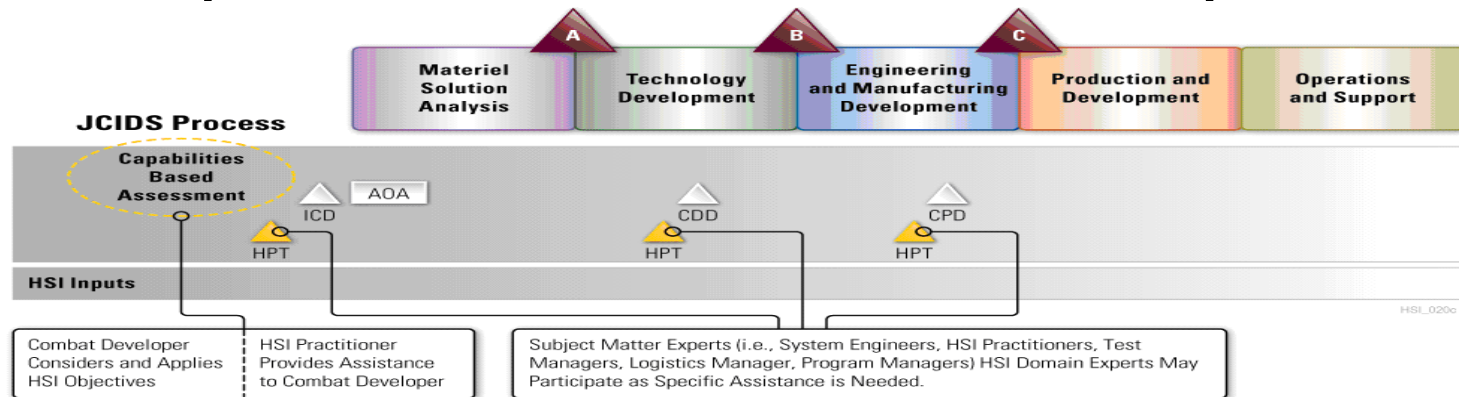 A
B
C
Materiel
Solution
Analysis
Technology
Development
Engineering
and Manufacturing
Development
Production and
Development
Operations
and Support
JCIDS Process
Capabilities
Based
Assessment
ICD
AOA
CDD
CPD
HPT
HPT
HPT
HSI Inputs
HSI_020c
Combat Developer
Considers and Applies
HSI Objectives
HSI Practitioner
Provides Assistance
to Combat Developer
Subject Matter Experts (i.e., System Engineers, HSI Practitioners, Test
Managers, Logistics Manager, Program Managers) HSI Domain Experts May
Participate as Specific Assistance is Needed.